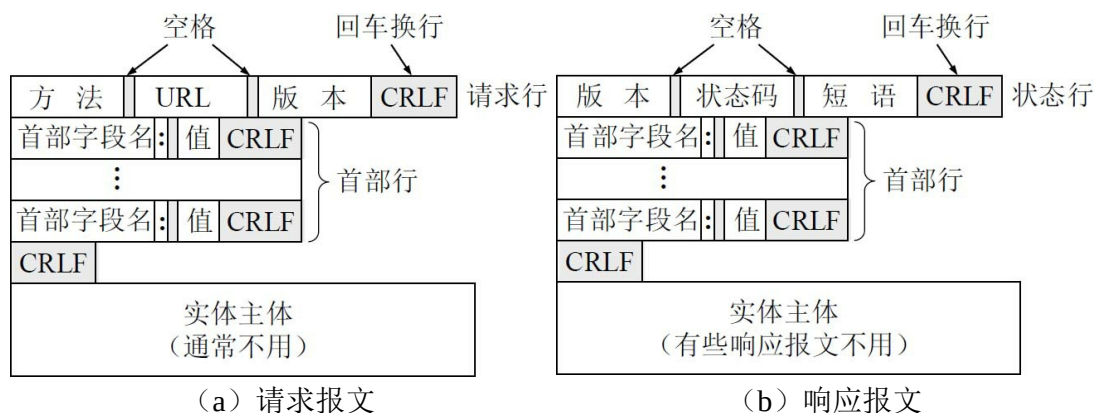 空格 回车换行
方 法 URL 版 本 CRLF 请求行
首部字段名: 值 CRLF
⋮
首部行
首部字段名: 值 CRLF
CRLF
实体主体
（通常不用）
（a）请求报文
空格 回车换行
版 本 状态码 短 语 CRLF 状态行
首部字段名: 值 CRLF
⋮
首部行
首部字段名: 值 CRLF
CRLF
实体主体
（有些响应报文不用）
（b）响应报文